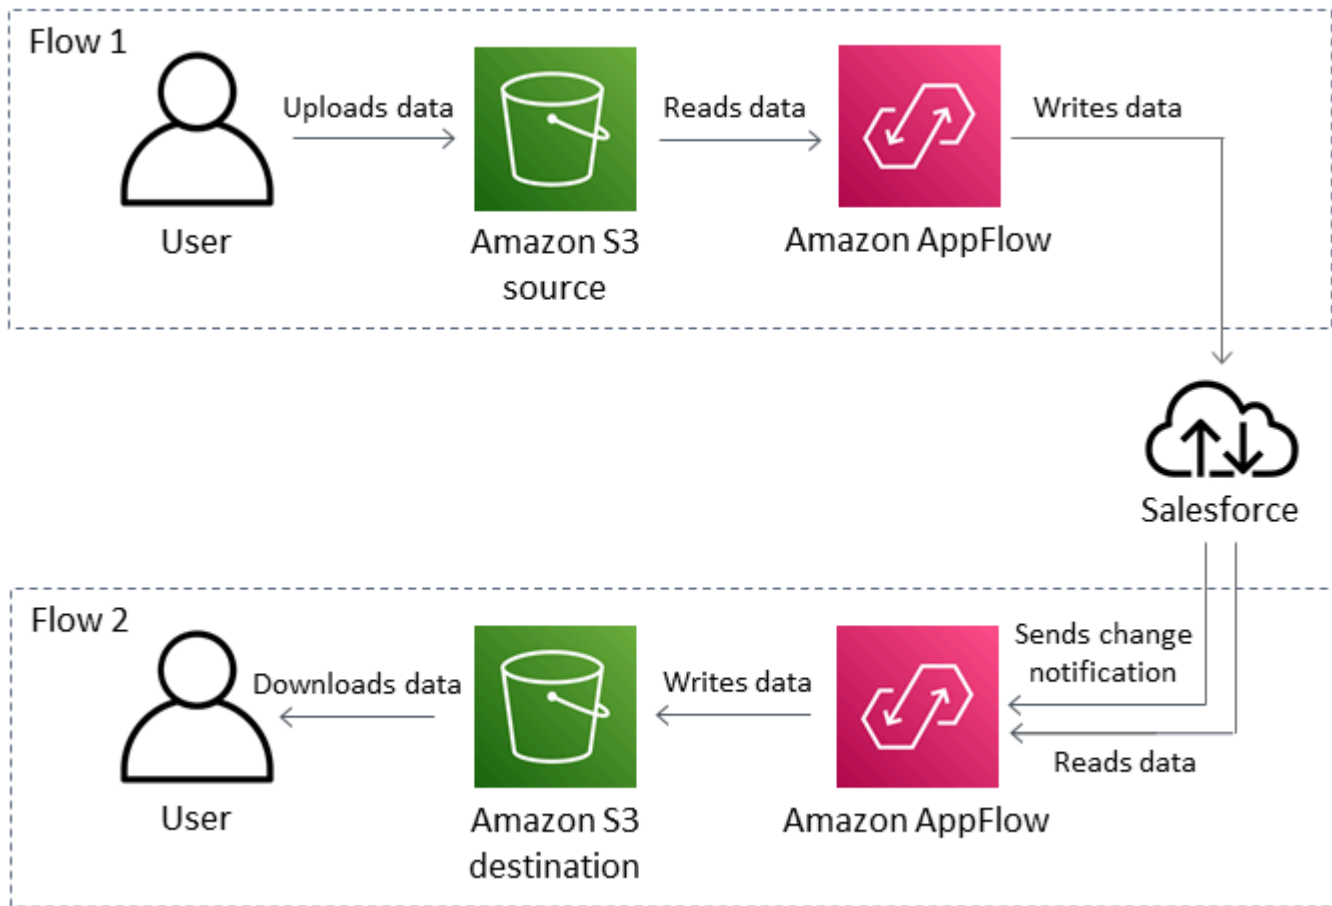 Flow 1
Uploads data
Reads data
Writes data
User
Amazon S3
source
Amazon AppFlow
Salesforce
Flow 2
Sends change
notification
Downloads data
Writes data
Reads data
User
Amazon S3
destination
Amazon AppFlow